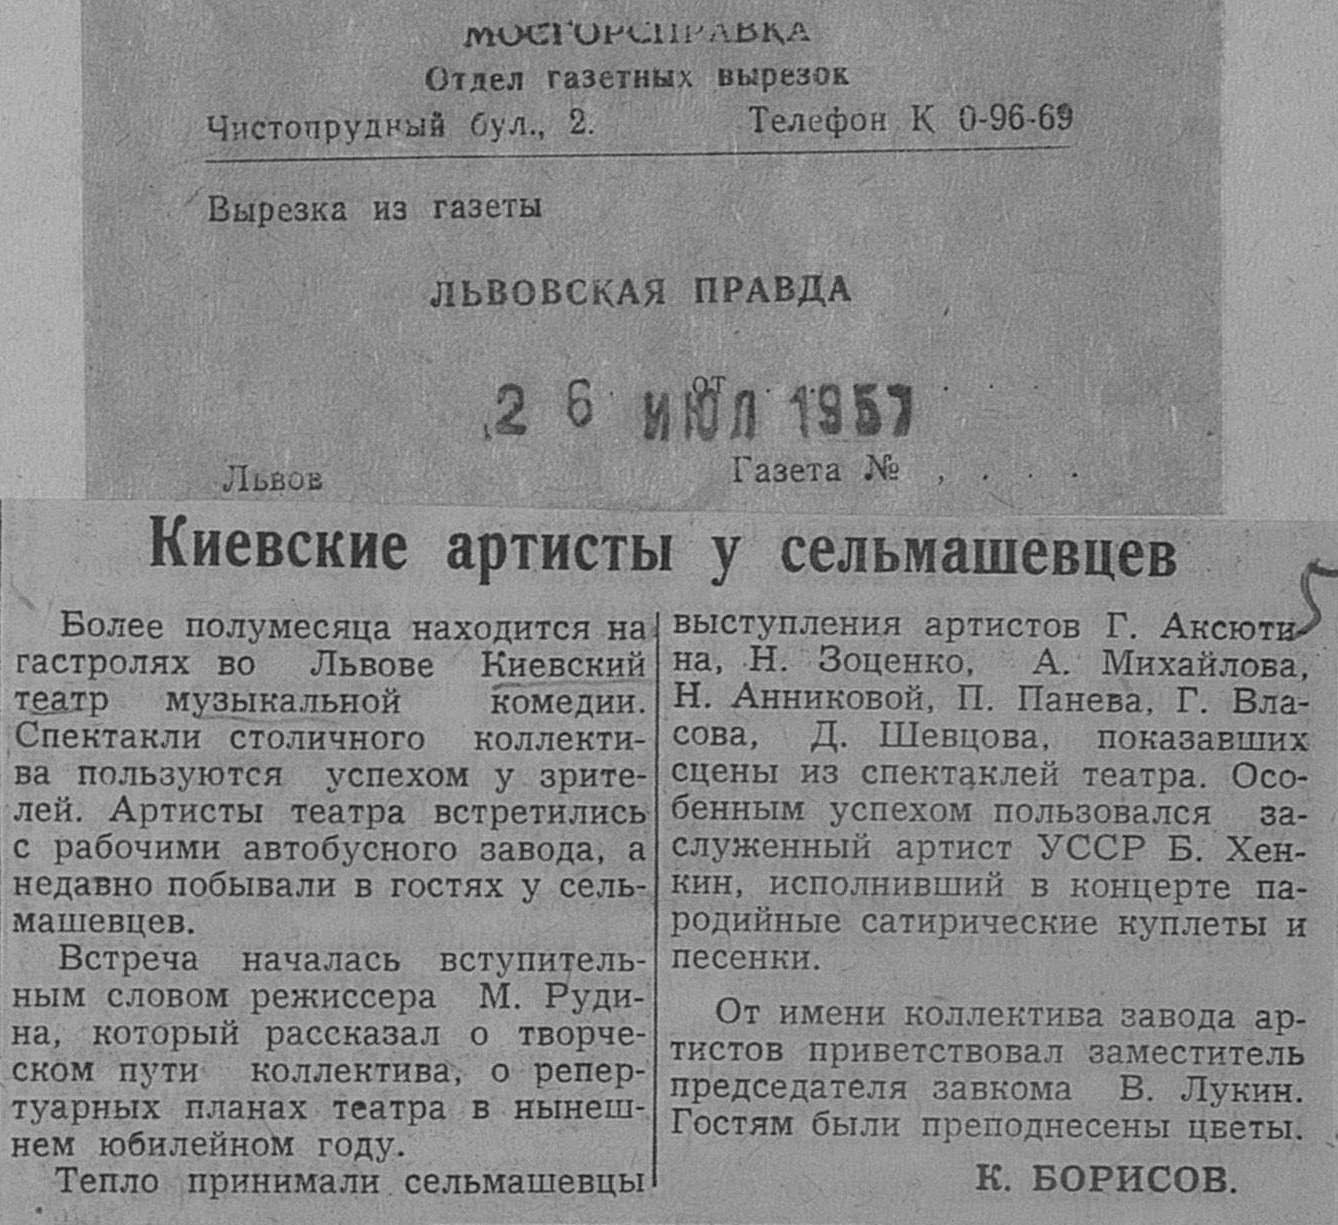 МОСГОРСПРАВКА
Отдел газетных вырезок
Чистопрудный бул., 2. Телефон К 0-96-69
Вырезка из газеты
ЛЬВОВСКАЯ ПРАВДА
от
26 ИЮЛ 1957
Львов Газета №
Киевские артисты у сельмашевцев
Более полумесяца находится на
гастролях во Львове Киевский
театр музыкальной комедии.
Спектакли столичного коллекти-
ва пользуются успехом у зрите-
лей. Артисты театра встретились
с рабочими автобусного завода, а
недавно побывали в гостях у сель-
машевцев.
Встреча началась вступитель-
ным словом режиссера М. Руди-
на, который рассказал о творче-
ском пути коллектива, о репер-
туарных планах театра в нынеш-
нем юбилейном году.
Тепло принимали сельмашевцы
выступления артистов Г. Аксюти-
на, Н. Зоценко, А. Михайлова,
Н. Анниковой, П. Панева, Г. Вла-
сова, Д. Шевцова, показавших
сцены из спектаклей театра. Осо-
бенным успехом пользовался за-
служенный артист УССР Б. Хен-
кин, исполнивший в концерте па-
родийные сатирические куплеты и
песенки.
От имени коллектива завода ар-
тистов приветствовал заместитель
председателя завкома В. Лукин.
Гостям были преподнесены цветы.
К. БОРИСОВ.